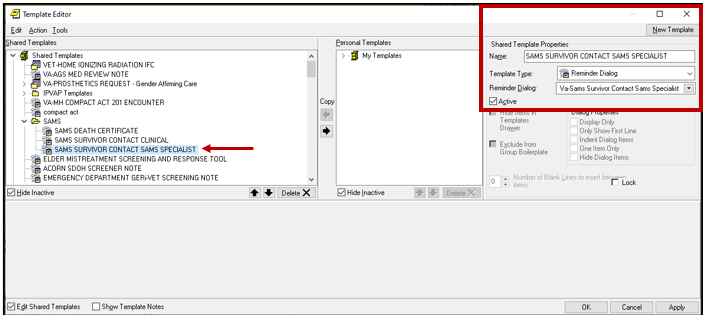 Template Editor
Edit Action Tools
New Template
Shared Templates
Shared Templates
VET-HOME IONIZING RADIATION IFC
VA-AGS MED REVIEW NOTE
VA-PROSTHETICS REQUEST - Gender Affirming Care
IPVAP Templates
VA-MH COMPACT ACT 201 ENCOUNTER
compact act
SAMS
SAMS DEATH CERTIFICATE
SAMS SURVIVOR CONTACT CLINICAL
SAMS SURVIVOR CONTACT SAMS SPECIALIST
ELDER MISTREATMENT SCREENING AND RESPONSE TOOL
ACORN SDOH SCREENER NOTE
EMERGENCY DEPARTMENT GERI-VET SCREENING NOTE
Hide Inactive
Delete
Copy
Personal Templates
My Templates
Hide Inactive
Delete
Shared Template Properties
Name: SAMS SURVIVOR CONTACT SAMS SPECIALIST
Template Type: Reminder Dialog
Reminder Dialog: Va-Sams Survivor Contact Sams Specialist
Active
Hide Items in
Templates
Drawer
Exclude from
Group Boilerplate
Dialog Properties
Display Only
Only Show First Line
Indent Dialog Items
One Item Only
Hide Dialog Items
0 Number of Blank Lines to insert between
items
Lock
Edit Shared Templates Show Template Notes
OK Cancel Apply